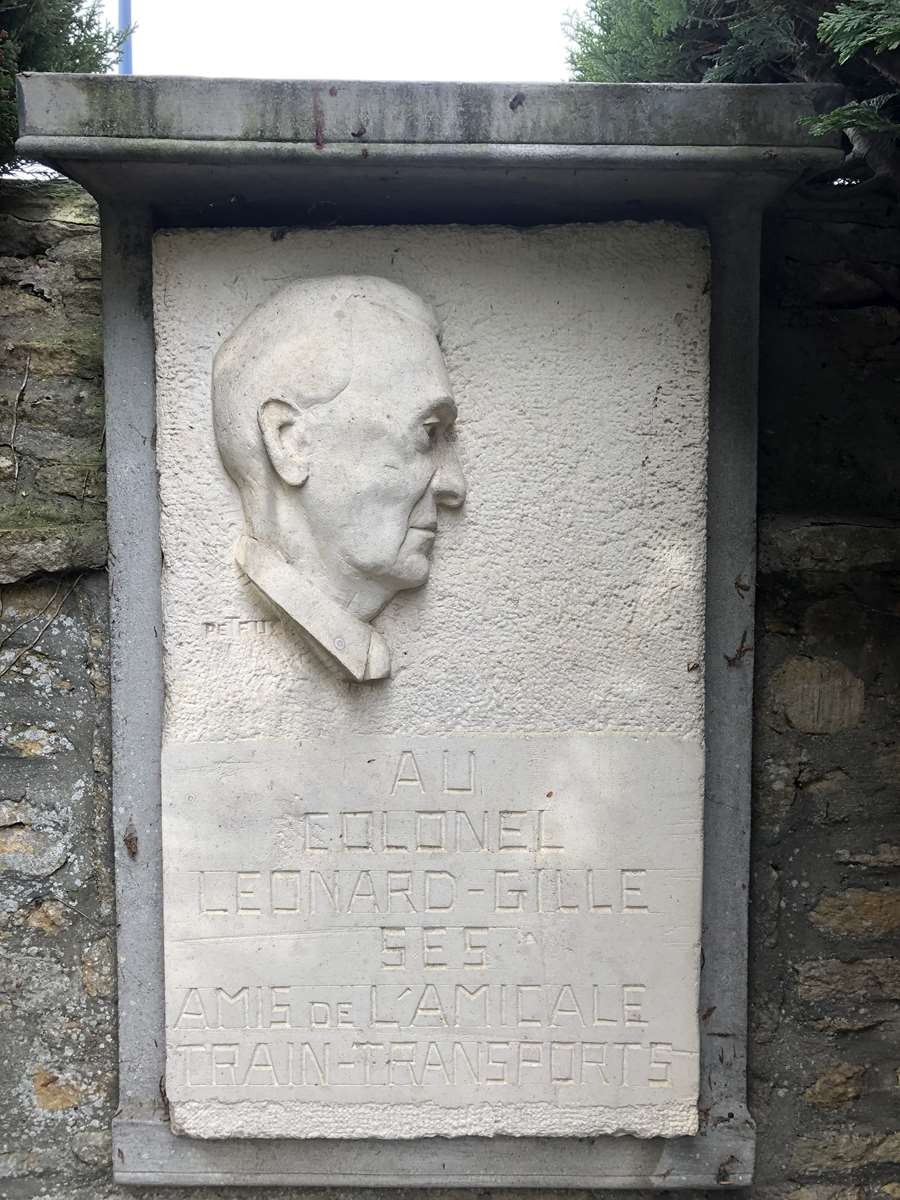 AU
COLONEL
LEONARD-GILLE
SES
AMIS DE L'AMICALE
TRAIN-TRANSPORTS